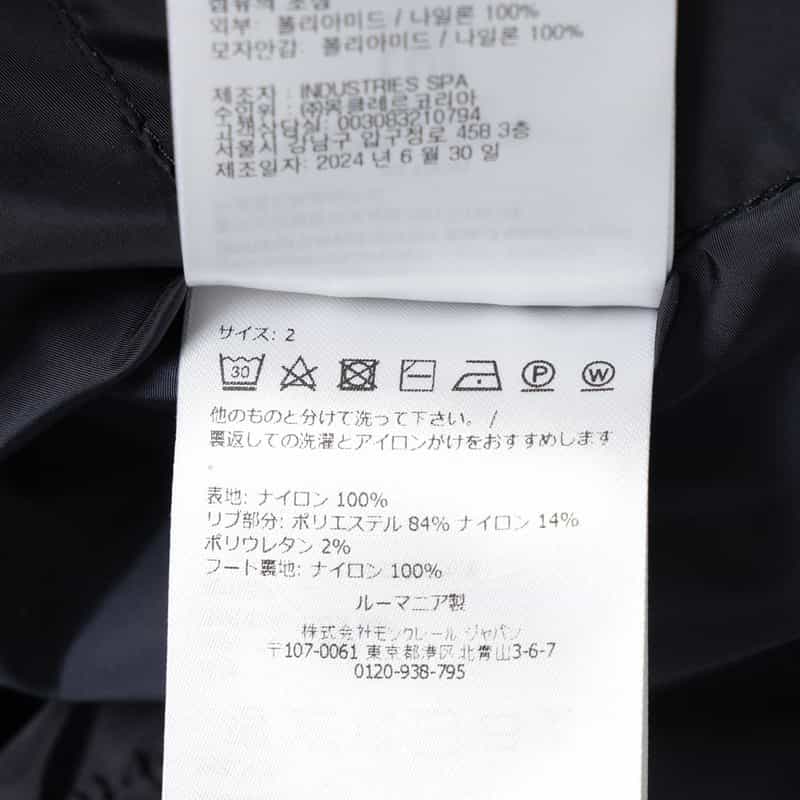 섬유의 조성
외부: 폴리아미드 / 나일론 100%
모자안감: 폴리아미드 / 나일론 100%
제조자 : INDUSTRIES SPA
수입원 : (주)몽클레르코리아
고객상담실: 003083210794
서울시 강남구 압구정로 458 3층
제조일자: 2024 년 6 월 30 일
サイズ: 2
30
P
W
他のものと分けて洗って下さい。 /
裏返しての洗濯とアイロンがけをおすすめします
。
表地: ナイロン 100%
リブ部分: ポリエステル 84% ナイロン 14%
ポリウレタン 2%
フート裏地: ナイロン 100%
ルーマニア製
株式会社モンクレール ジャパン
〒107-0061 東京都港区北青山3-6-7
0120-938-795